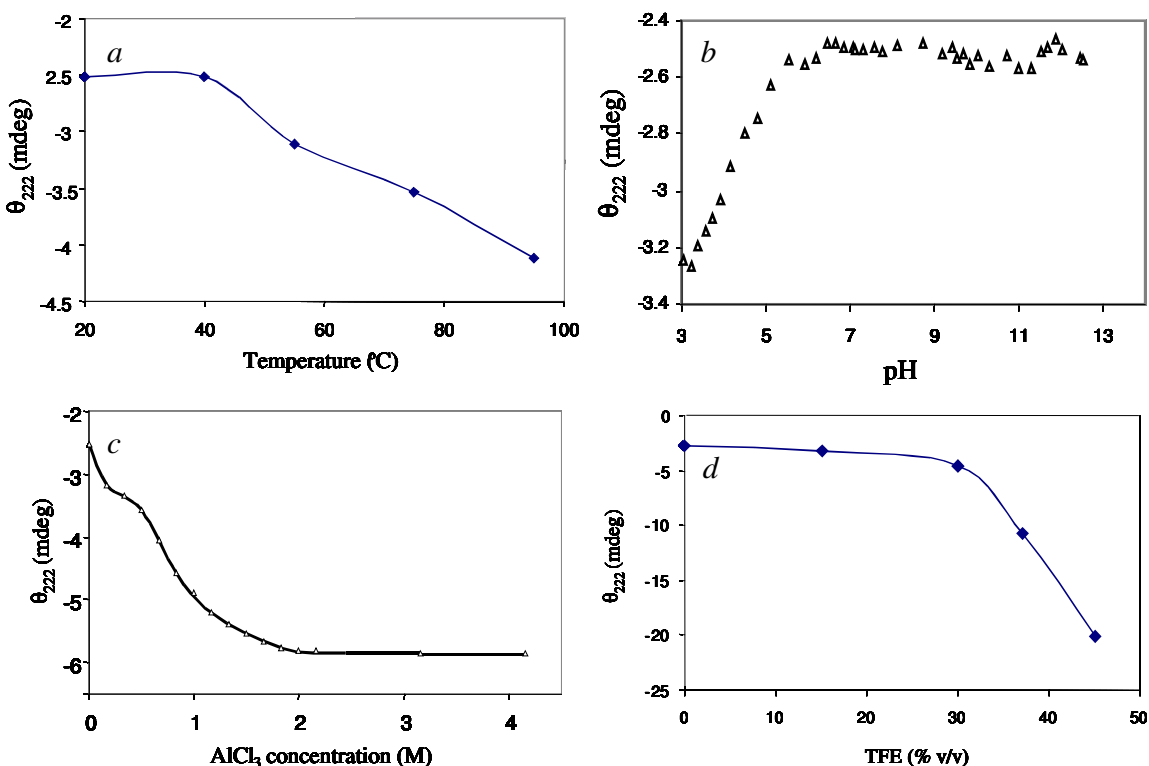 a
-2
2.5
-3
-3.5
-4
-4.5
θ222 (mdeg)
20 40 60 80 100
Temperature (ºC)
b
-2.4
-2.6
-2.8
-3
-3.2
-3.4
θ222 (mdeg)
3 5 7 9 11 13
pH
c
-2
-3
-4
-5
-6
θ222 (mdeg)
0 1 2 3 4
AlCl3 concentration (M)
d
0
-5
-10
-15
-20
-25
θ222 (mdeg)
0 10 20 30 40 50
TFE (% v/v)